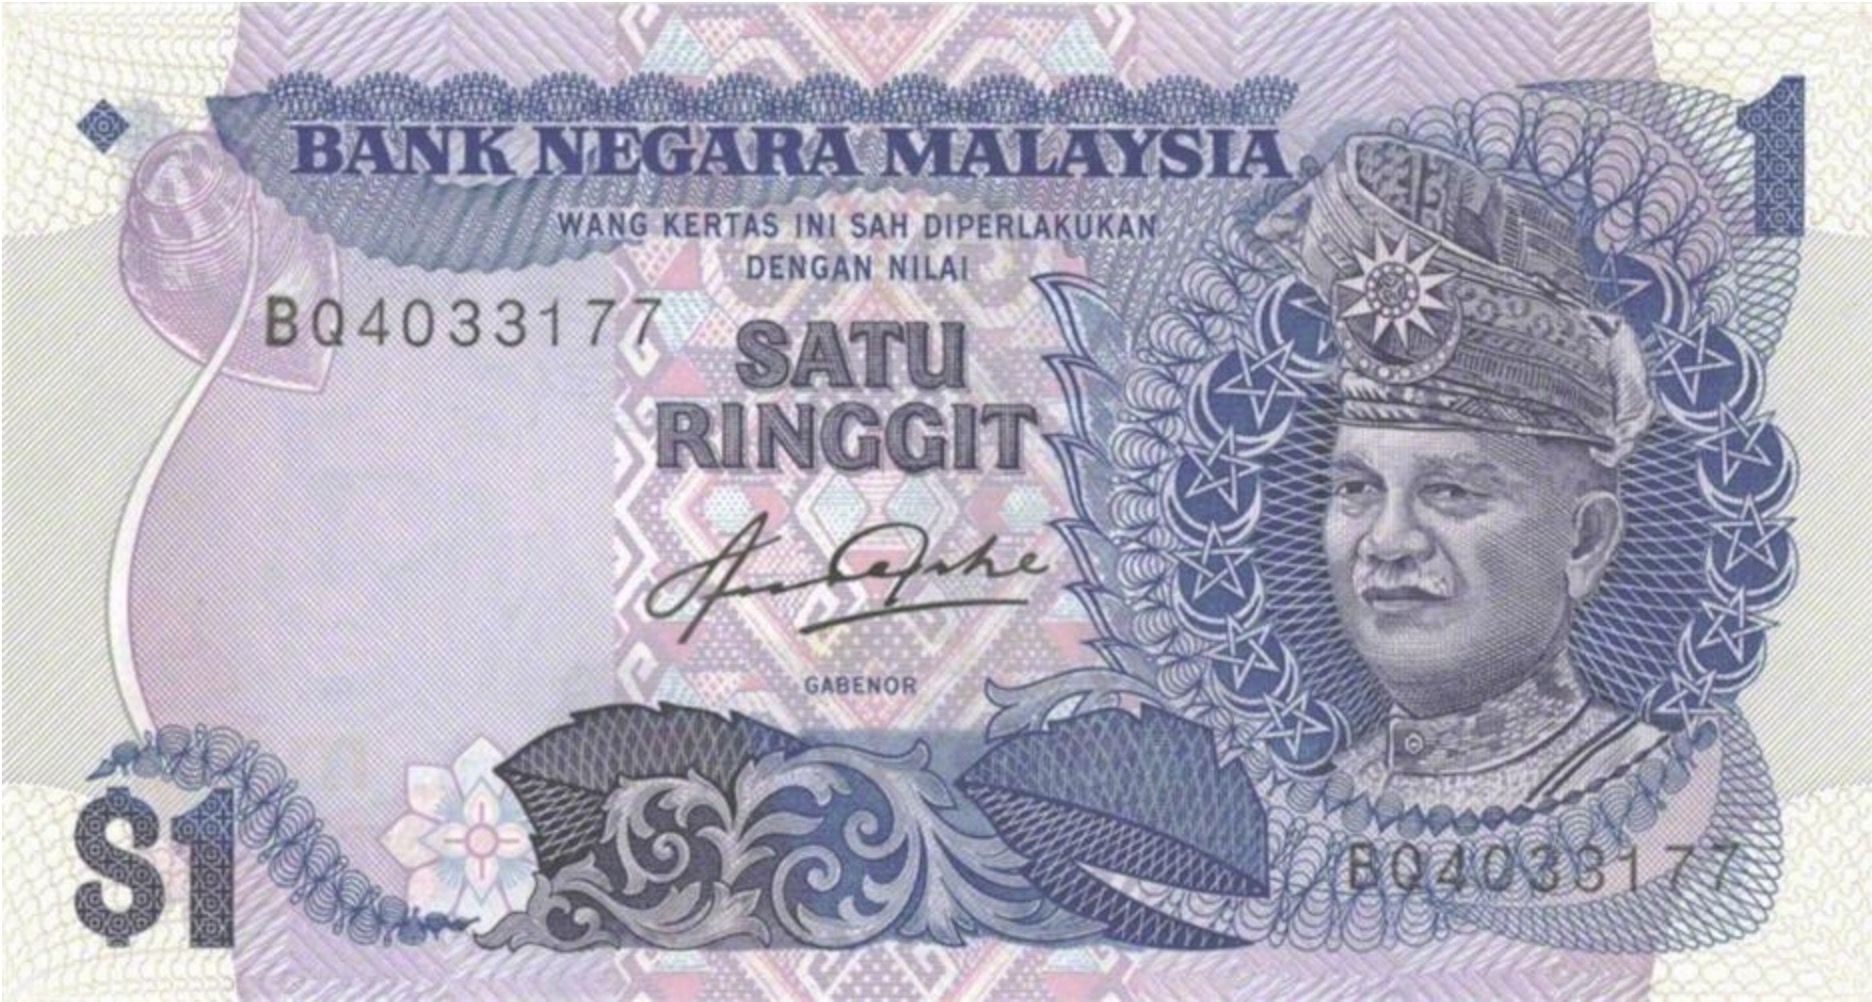 1
BANK NEGARA MALAYSIA
WANG KERTAS INI SAH DIPERLAKUKAN
DENGAN NILAI
BQ4033177
SATU
RINGGIT
GABENOR
$1
BQ4033177